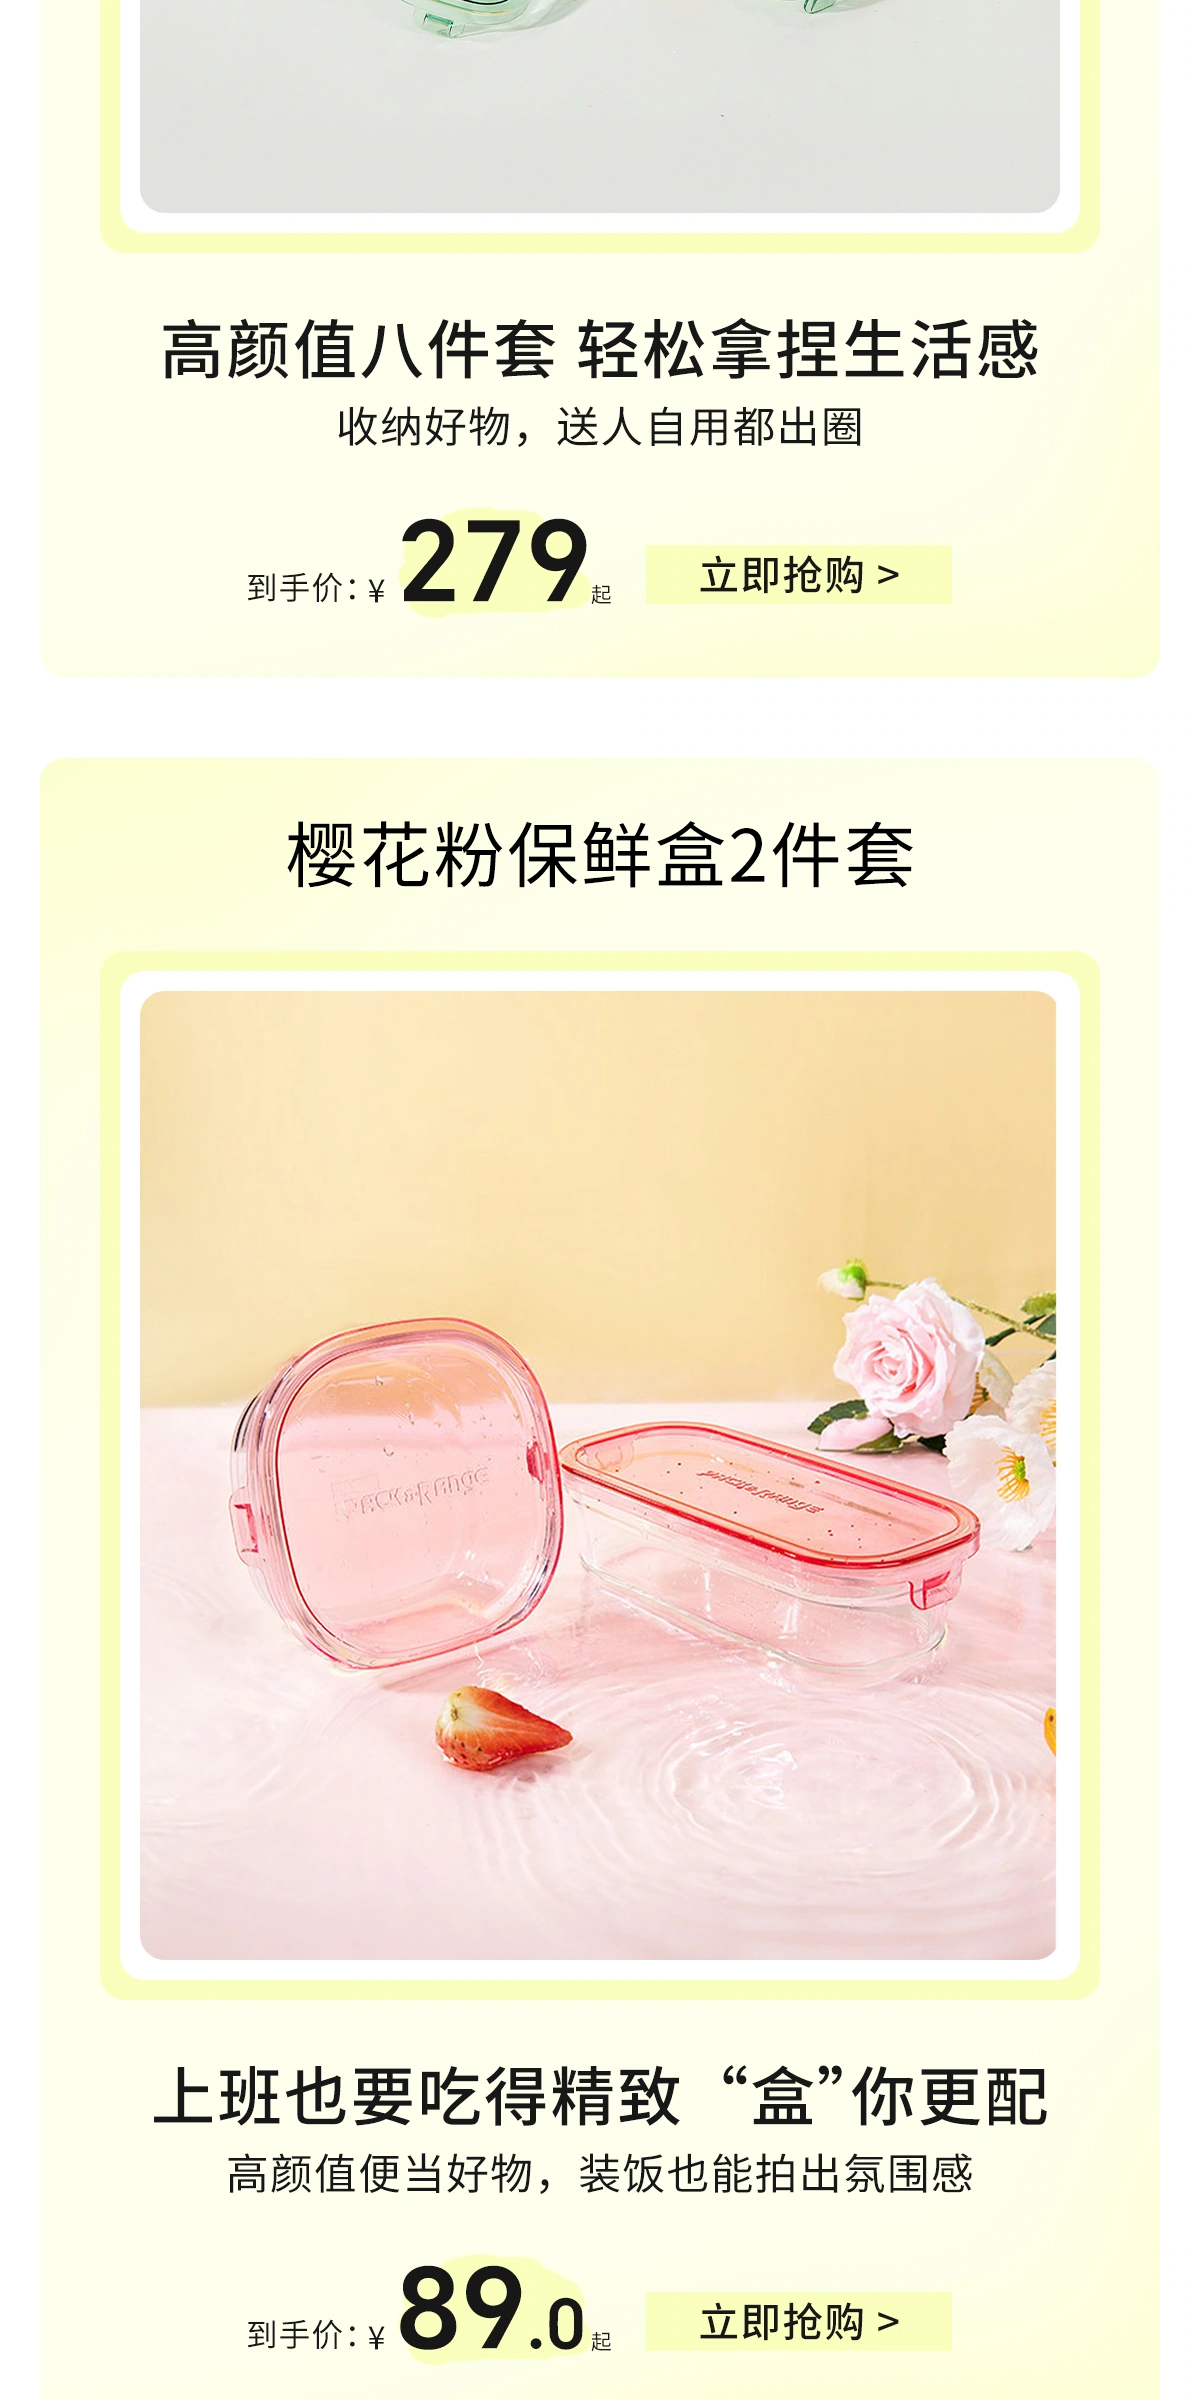 高颜值八件套 轻松拿捏生活感
收纳好物，送人自用都出圈
到手价：¥ 279起
立即抢购 >
樱花粉保鲜盒2件套
上班也要吃得精致 “盒”你更配
高颜值便当好物，装饭也能拍出氛围感
到手价：¥ 89.0起
立即抢购 >